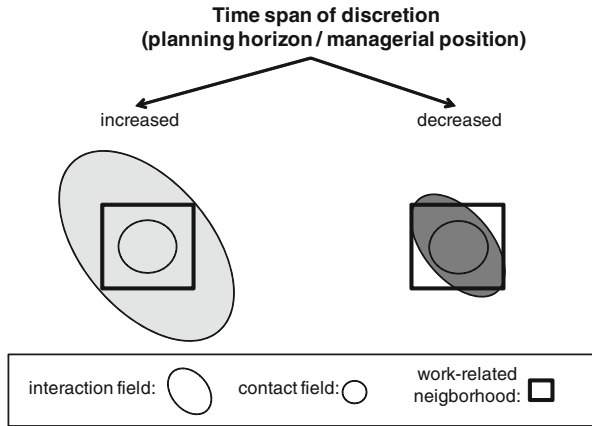 Time span of discretion
(planning horizon / managerial position)
increased
decreased
interaction field:
contact field:
work-related
neigborhood: